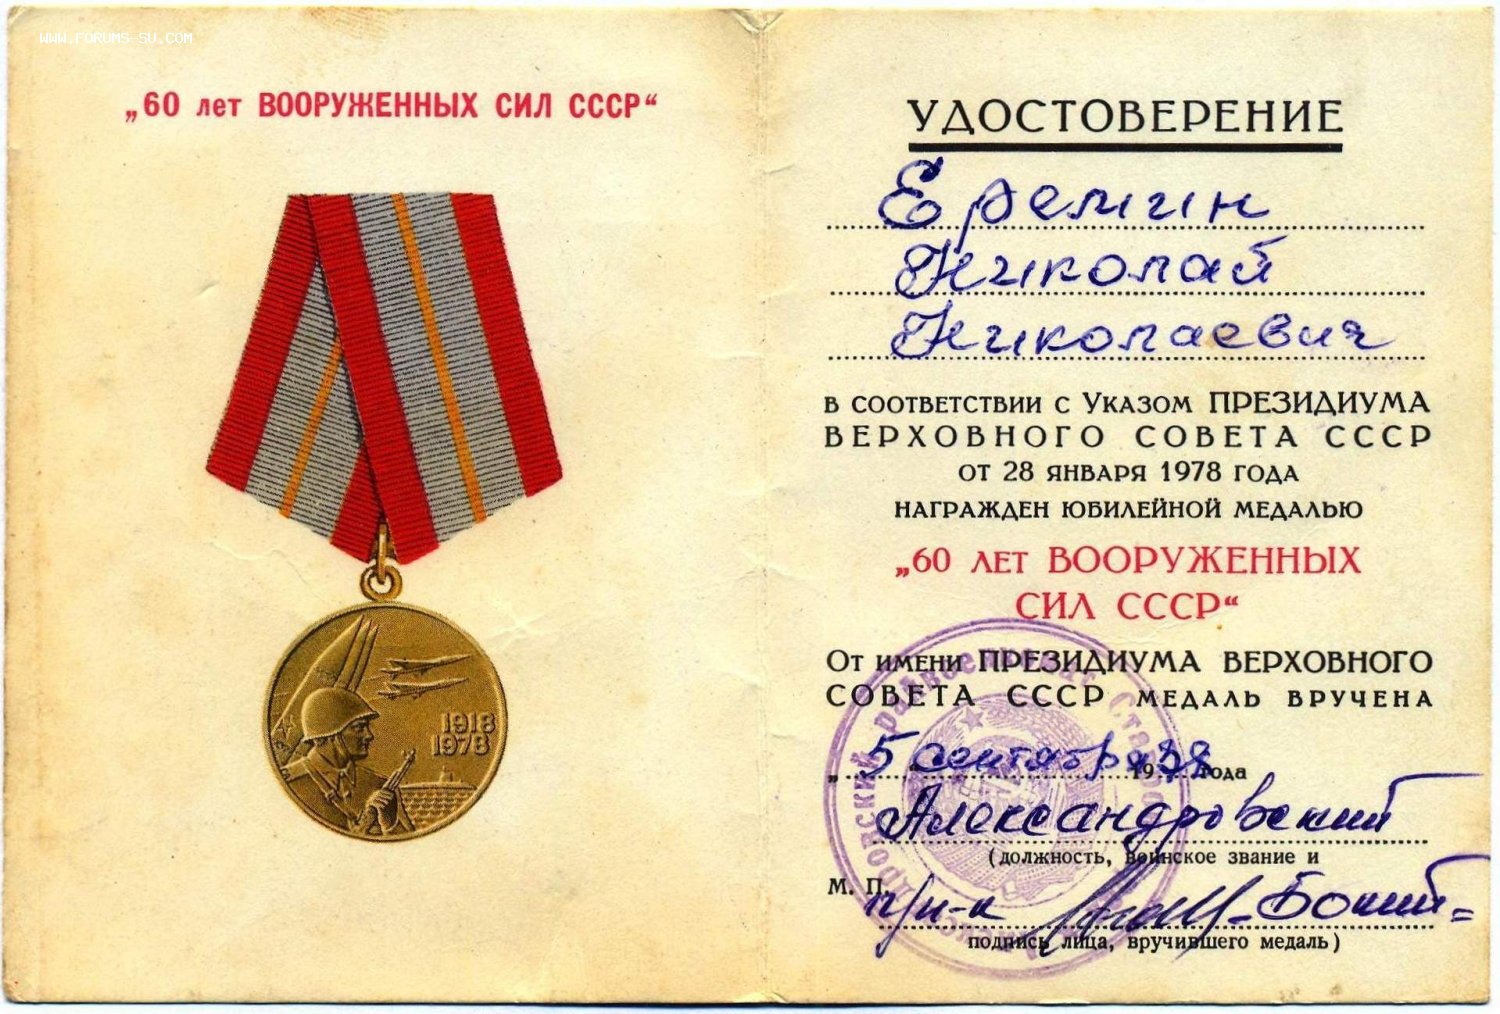 WWW.FORUMS-SU.COM
„60 лет ВООРУЖЕННЫХ СИЛ СССР“
1918
1978
УДОСТОВЕРЕНИЕ
Еремин
Николай
Николаевич
В СООТВЕТСТВИИ С УКАЗОМ ПРЕЗИДИУМА
ВЕРХОВНОГО СОВЕТА СССР
ОТ 28 ЯНВАРЯ 1978 ГОДА
НАГРАЖДЕН ЮБИЛЕЙНОЙ МЕДАЛЬЮ
„60 ЛЕТ ВООРУЖЕННЫХ
СИЛ СССР“
ОТ ИМЕНИ ПРЕЗИДИУМА ВЕРХОВНОГО
СОВЕТА СССР МЕДАЛЬ ВРУЧЕНА
„5 сентября 1978 года
Александровский
(должность, воинское звание и
М. П.
п/п-к Бокий
подпись лица, вручившего медаль)